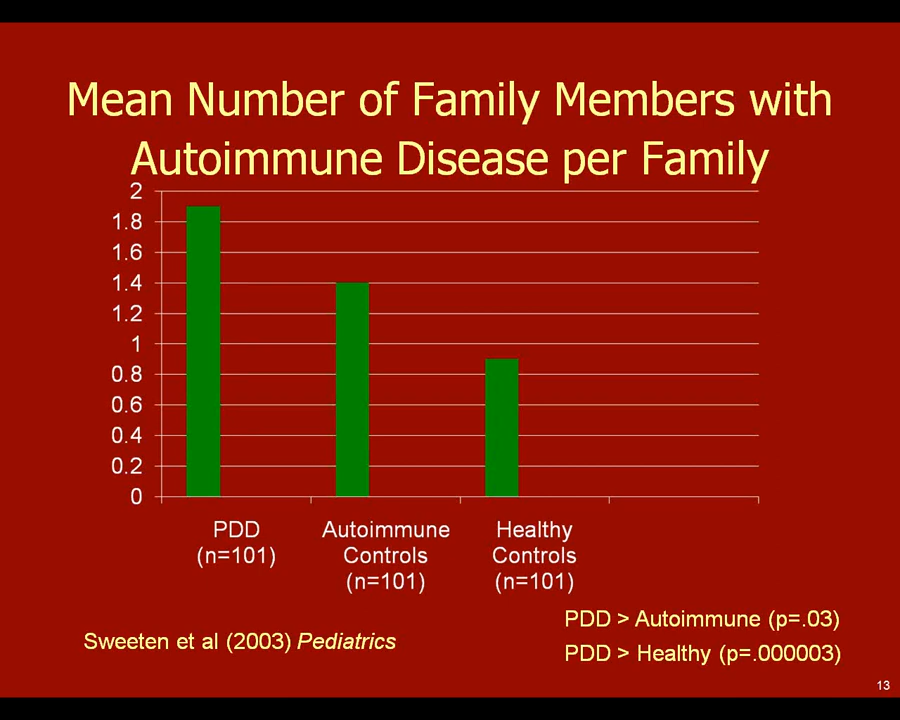 Mean Number of Family Members with
Autoimmune Disease per Family
2
1.8
1.6
1.4
1.2
1
0.8
0.6
0.4
0.2
0
PDD
(n=101)
Autoimmune
Controls
(n=101)
Healthy
Controls
(n=101)
PDD > Autoimmune (p=.03)
Sweeten et al (2003) Pediatrics
PDD > Healthy (p=.000003)
13